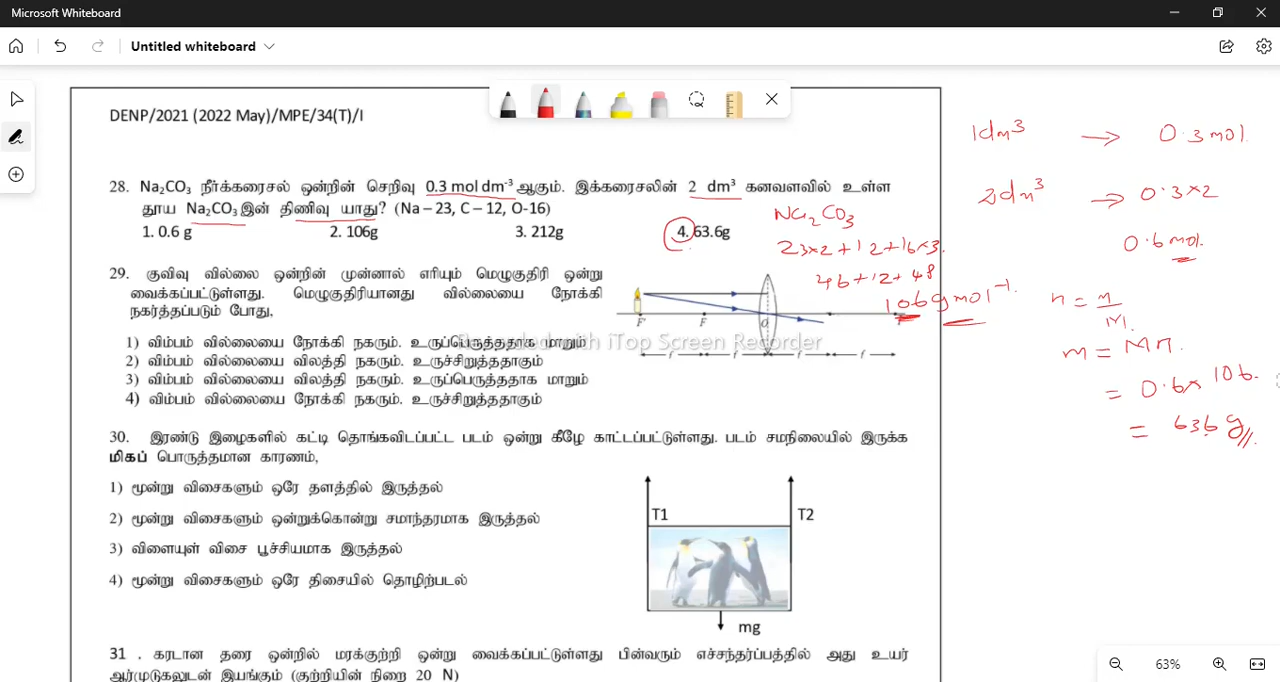 Microsoft Whiteboard
Untitled whiteboard
DENP/2021 (2022 May)/MPE/34(T)/I
28. Na₂CO₃ நீர்க்கரைசல் ஒன்றின் செறிவு 0.3 mol dm⁻³ ஆகும். இக்கரைசலின் 2 dm³ கனவளவில் உள்ள
தூய Na₂CO₃இன் திணிவு யாது? (Na – 23, C – 12, O-16)
1. 0.6 g 2. 106g 3. 212g 4. 63.6g
Na₂CO₃
23×2 + 12 + 16×3
46 + 12 + 48
106 g mol⁻¹.
29. குவிவு வில்லை ஒன்றின் முன்னால் எரியும் மெழுகுதிரி ஒன்று
வைக்கப்பட்டுள்ளது. மெழுகுதிரியானது வில்லையை நோக்கி
நகர்த்தப்படும் போது,
1) விம்பம் வில்லையை நோக்கி நகரும். உருப்பெருத்ததாக மாறும்
2) விம்பம் வில்லையை விலத்தி நகரும். உருச்சிறுத்ததாகும்
3) விம்பம் வில்லையை விலத்தி நகரும். உருப்பெருத்ததாக மாறும்
4) விம்பம் வில்லையை நோக்கி நகரும். உருச்சிறுத்ததாகும்
F' F O
f f f f
with iTop Screen Recorder
30. இரண்டு இழைகளில் கட்டி தொங்கவிடப்பட்ட படம் ஒன்று கீழே காட்டப்பட்டுள்ளது. படம் சமநிலையில் இருக்க
மிகப் பொருத்தமான காரணம்,
1) மூன்று விசைகளும் ஒரே தளத்தில் இருத்தல்
2) மூன்று விசைகளும் ஒன்றுக்கொன்று சமாந்தரமாக இருத்தல்
3) விளையுள் விசை பூச்சியமாக இருத்தல்
4) மூன்று விசைகளும் ஒரே திசையில் தொழிற்படல்
T1 T2
mg
31 . கரடான தரை ஒன்றில் மரக்குற்றி ஒன்று வைக்கப்பட்டுள்ளது பின்வரும் எச்சந்தர்ப்பத்தில் அது உயர்
ஆர்முடுகலுடன் இயங்கும் (குற்றியின் நிறை 20 N)
1dm³ → 0.3 mol.
2dm³ → 0.3×2
0.6 mol.
n = m/M.
m = Mn.
= 0.6× 106.
= 63.6 g//.
63%